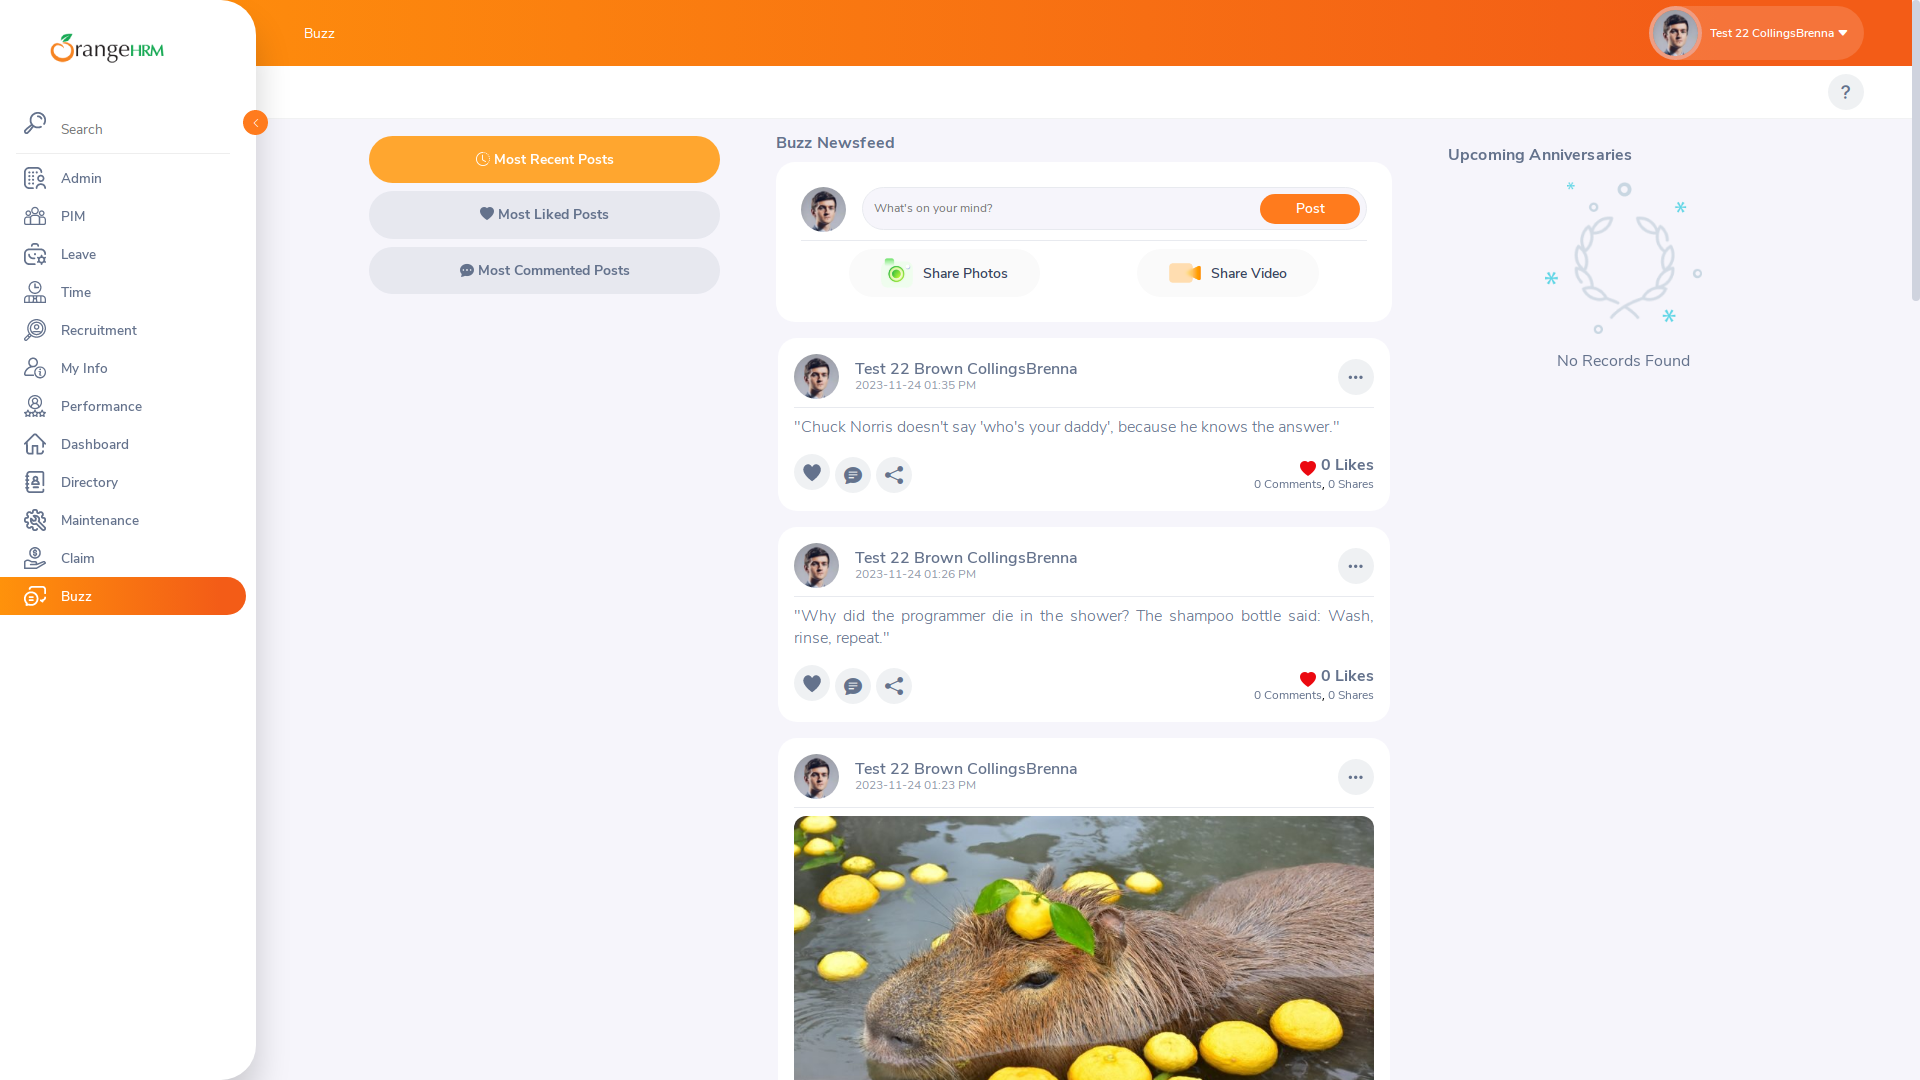 OrangeHRM
Search
Admin
PIM
Leave
Time
Recruitment
My Info
Performance
Dashboard
Directory
Maintenance
Claim
Buzz
Buzz
Test 22 CollingsBrenna
?
Most Recent Posts
Most Liked Posts
Most Commented Posts
Buzz Newsfeed
What's on your mind?
Post
Share Photos
Share Video
Test 22 Brown CollingsBrenna
2023-11-24 01:35 PM
"Chuck Norris doesn't say 'who's your daddy', because he knows the answer."
0 Likes
0 Comments, 0 Shares
Test 22 Brown CollingsBrenna
2023-11-24 01:26 PM
"Why did the programmer die in the shower? The shampoo bottle said: Wash,
rinse, repeat."
0 Likes
0 Comments, 0 Shares
Test 22 Brown CollingsBrenna
2023-11-24 01:23 PM
Upcoming Anniversaries
No Records Found